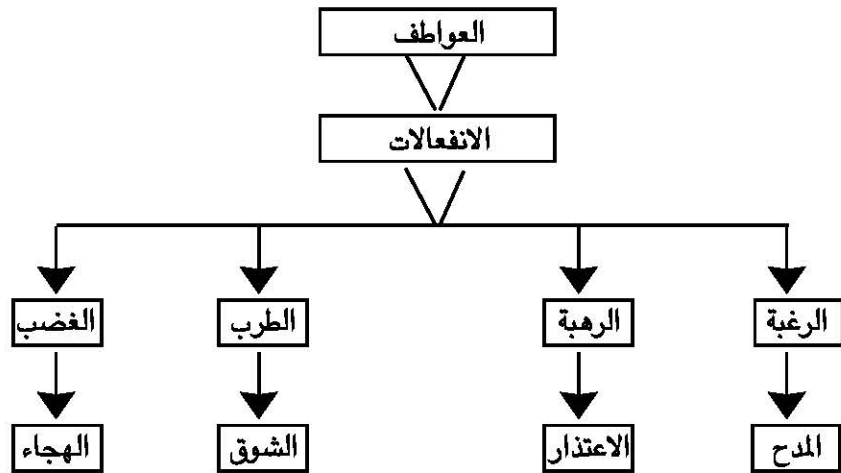 العواطف
الانفعالات
الرغبة
الرهبة
الطرب
الغضب
المدح
الاعتذار
الشوق
الهجاء